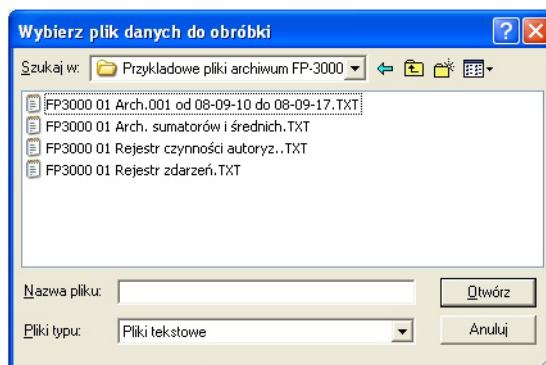 Wybierz plik danych do obróbki
Szukaj w: Przykladowe pliki archiwum FP-3000
FP3000 01 Arch.001 od 08-09-10 do 08-09-17.TXT
FP3000 01 Arch. sumatorów i średnich.TXT
FP3000 01 Rejestr czynności autoryz..TXT
FP3000 01 Rejestr zdarzeń.TXT
Nazwa pliku: Otwórz
Pliki typu: Pliki tekstowe Anuluj